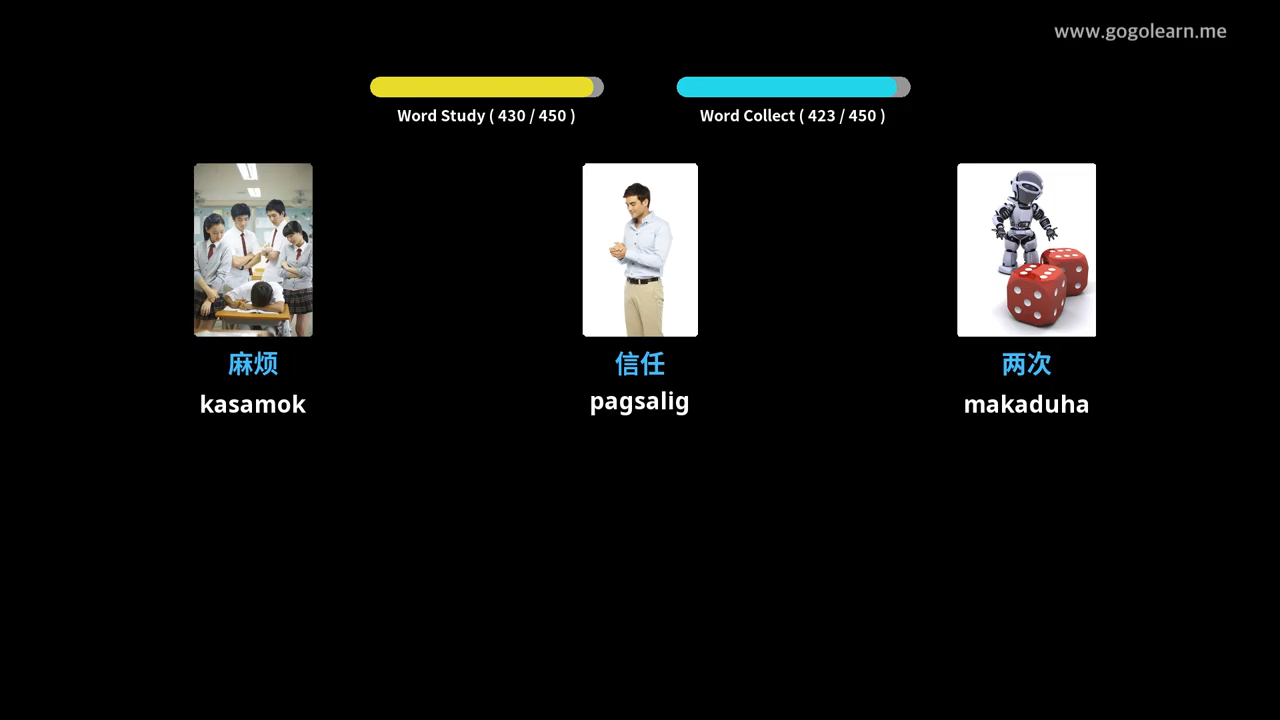 www.gogolearn.me
Word Study ( 430 / 450 )
Word Collect ( 423 / 450 )
麻烦
信任
两次
kasamok
pagsalig
makaduha